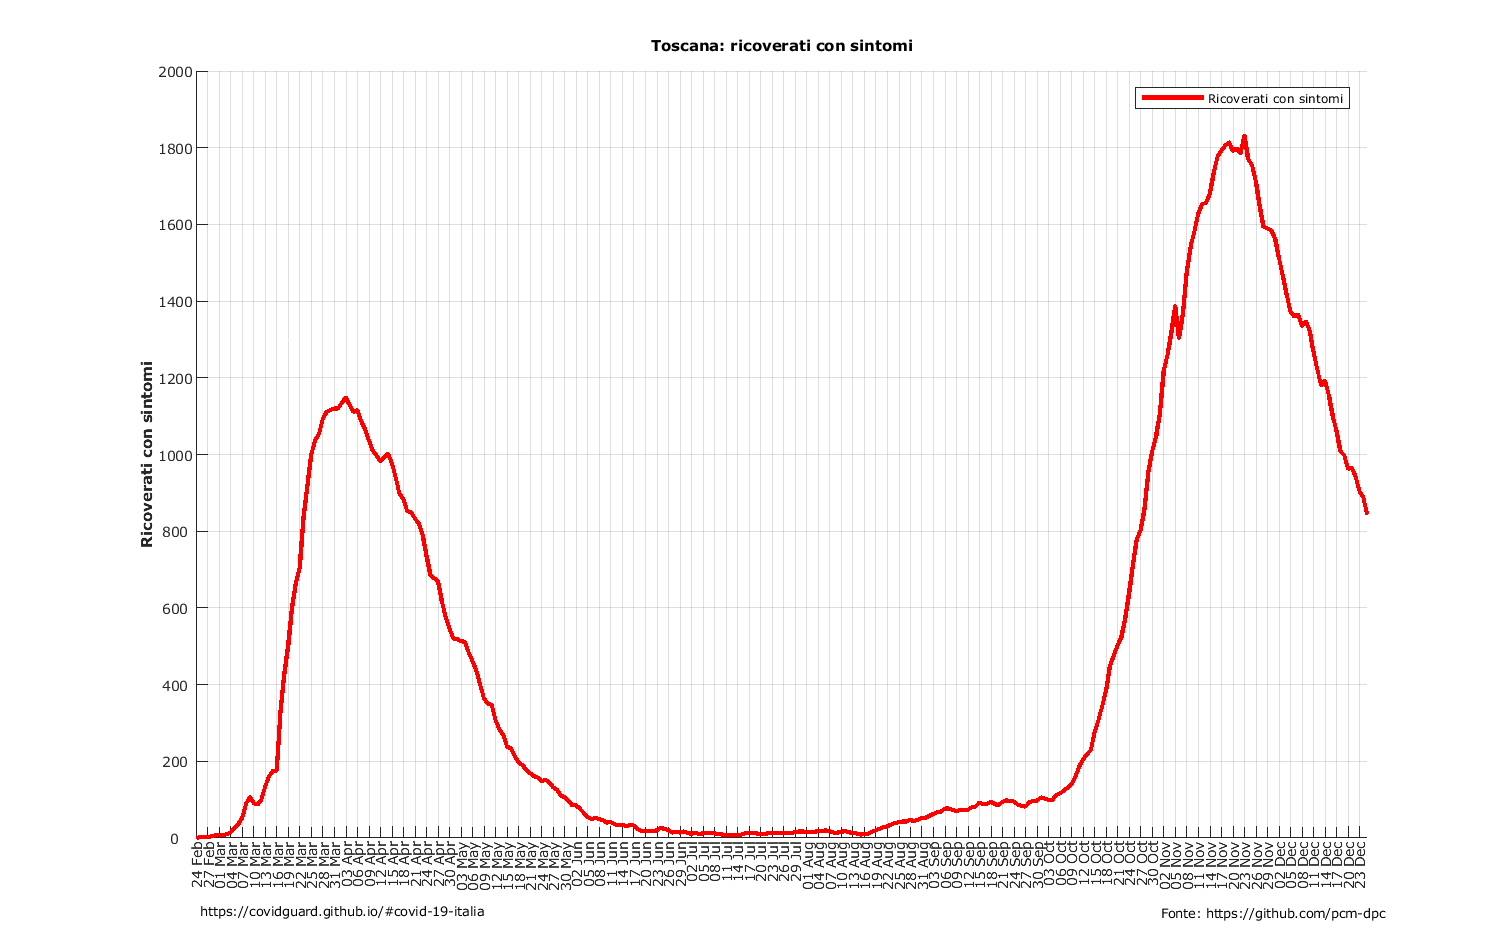 Toscana: ricoverati con sintomi
Ricoverati con sintomi
Ricoverati con sintomi
2000
1800
1600
1400
1200
1000
800
600
400
200
0
24 Feb
27 Feb
01 Mar
04 Mar
07 Mar
10 Mar
13 Mar
16 Mar
19 Mar
22 Mar
25 Mar
28 Mar
31 Mar
03 Apr
06 Apr
09 Apr
12 Apr
15 Apr
18 Apr
21 Apr
24 Apr
27 Apr
30 Apr
03 May
06 May
09 May
12 May
15 May
18 May
21 May
24 May
27 May
30 May
02 Jun
05 Jun
08 Jun
11 Jun
14 Jun
17 Jun
20 Jun
23 Jun
26 Jun
29 Jun
02 Jul
05 Jul
08 Jul
11 Jul
14 Jul
17 Jul
20 Jul
23 Jul
26 Jul
29 Jul
01 Aug
04 Aug
07 Aug
10 Aug
13 Aug
16 Aug
19 Aug
22 Aug
25 Aug
28 Aug
31 Aug
03 Sep
06 Sep
09 Sep
12 Sep
15 Sep
18 Sep
21 Sep
24 Sep
27 Sep
30 Sep
03 Oct
06 Oct
09 Oct
12 Oct
15 Oct
18 Oct
21 Oct
24 Oct
27 Oct
30 Oct
02 Nov
05 Nov
08 Nov
11 Nov
14 Nov
17 Nov
20 Nov
23 Nov
26 Nov
29 Nov
02 Dec
05 Dec
08 Dec
11 Dec
14 Dec
17 Dec
20 Dec
23 Dec
https://covidguard.github.io/#covid-19-italia
Fonte: https://github.com/pcm-dpc